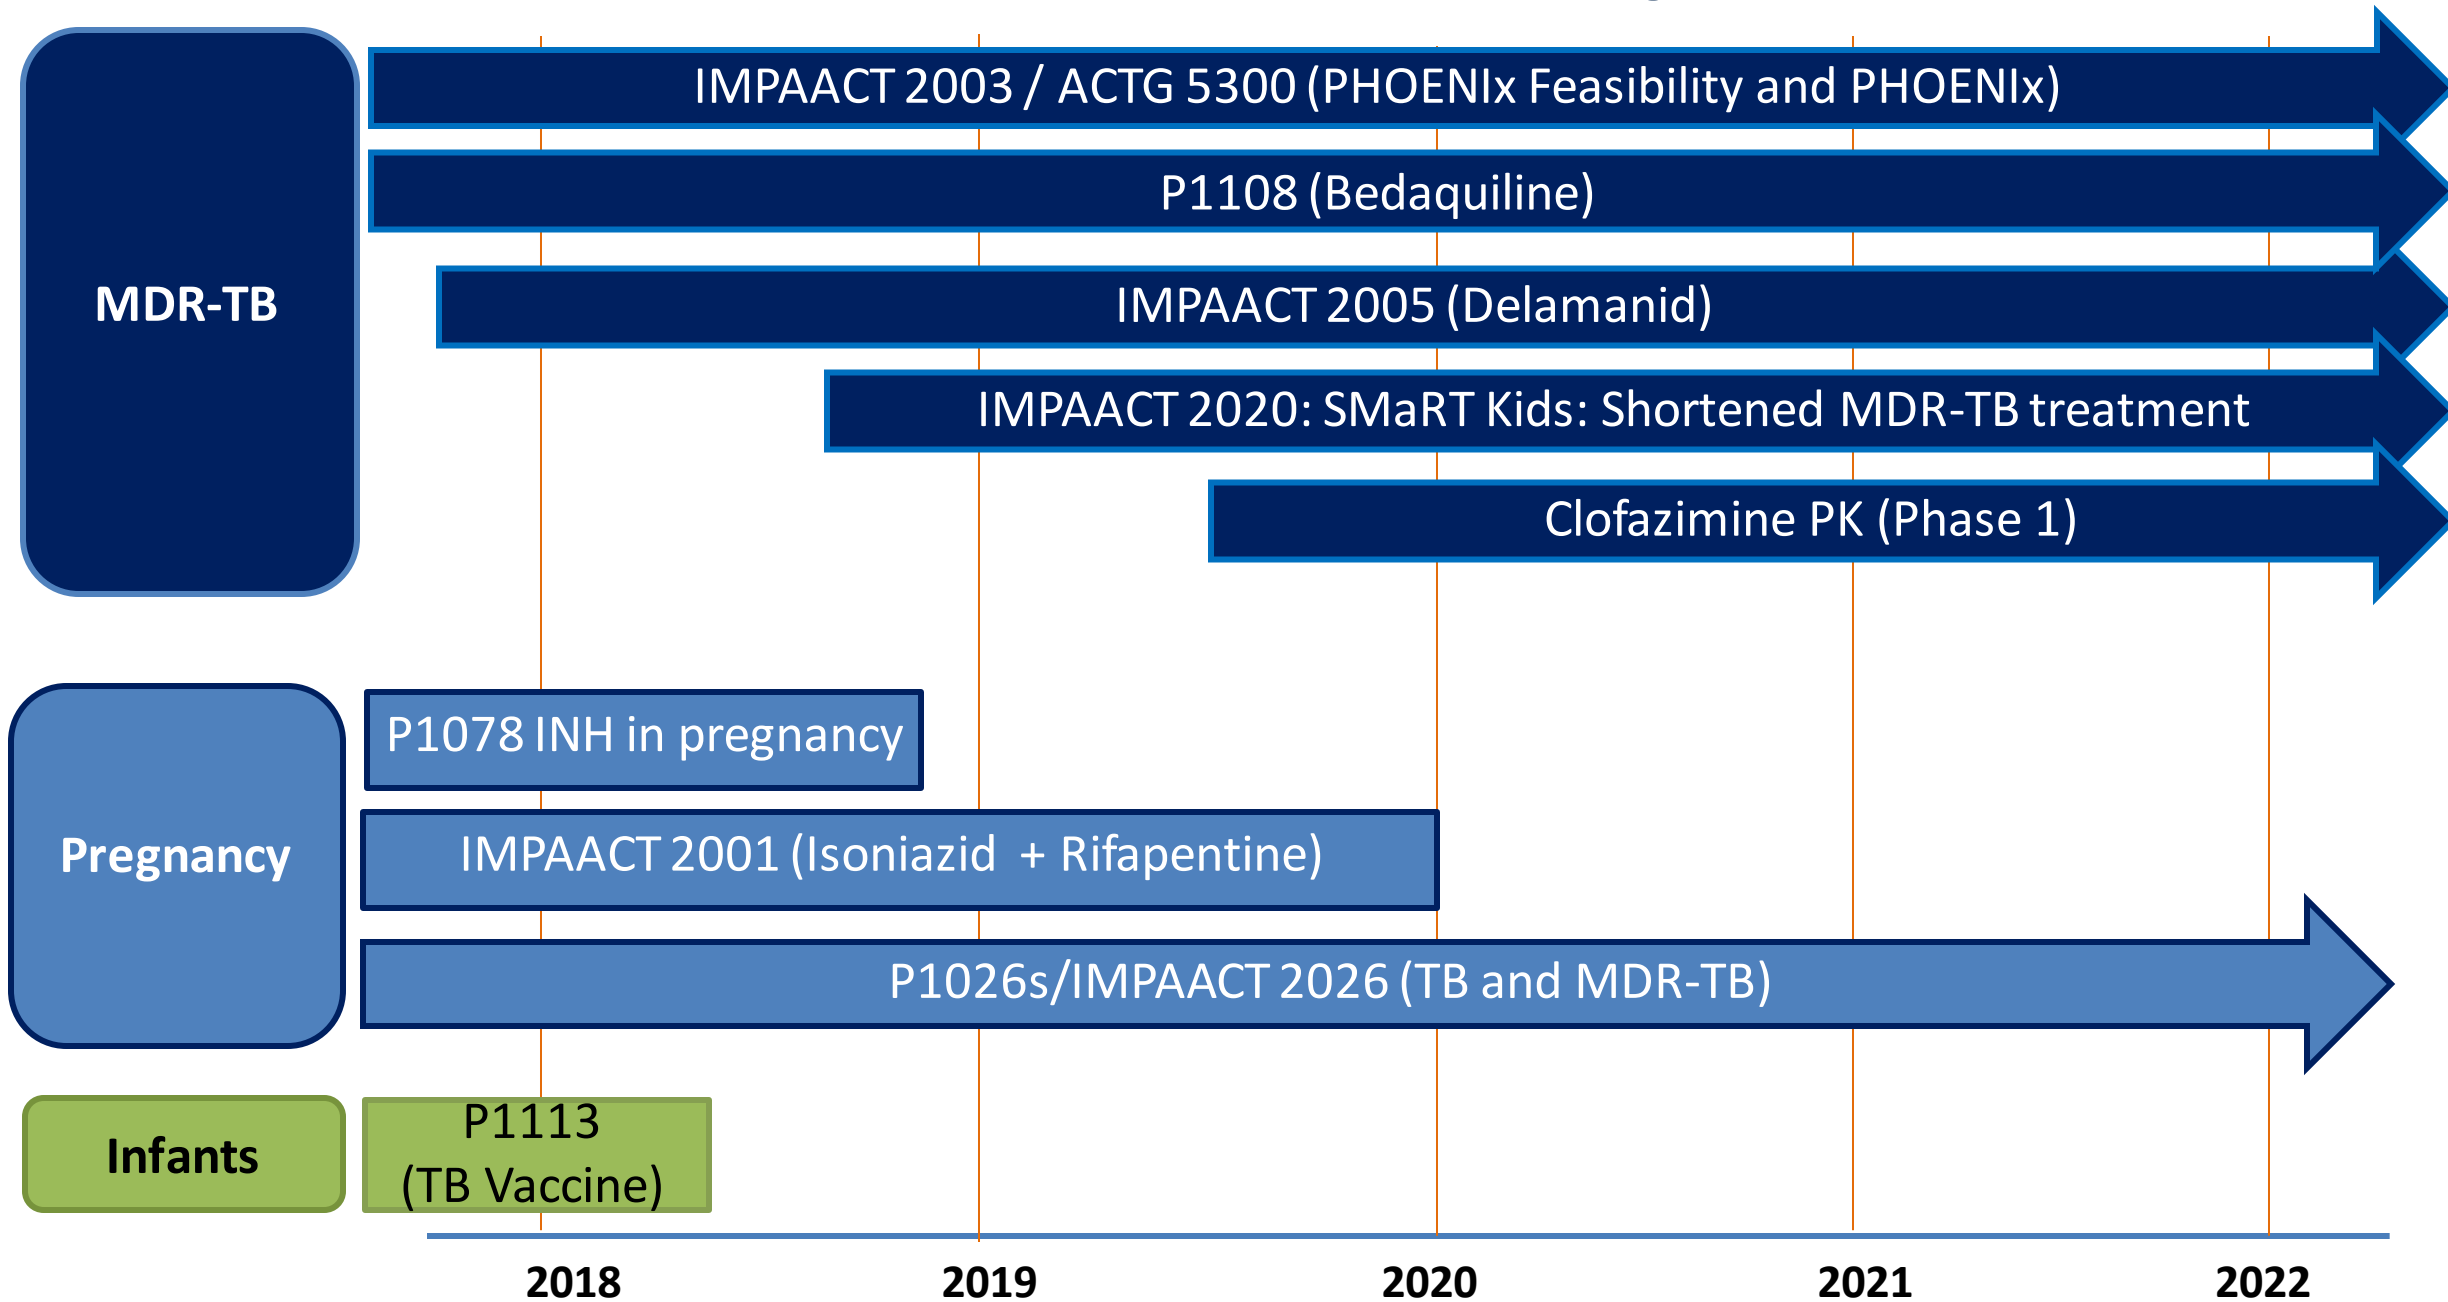 MDR-TB
IMPAACT 2003 / ACTG 5300 (PHOENIx Feasibility and PHOENIx)
P1108 (Bedaquiline)
IMPAACT 2005 (Delamanid)
IMPAACT 2020: SMaRT Kids: Shortened MDR-TB treatment
Clofazimine PK (Phase 1)
Pregnancy
P1078 INH in pregnancy
IMPAACT 2001 (Isoniazid + Rifapentine)
P1026s/IMPAACT 2026 (TB and MDR-TB)
Infants
P1113
(TB Vaccine)
2018 2019 2020 2021 2022